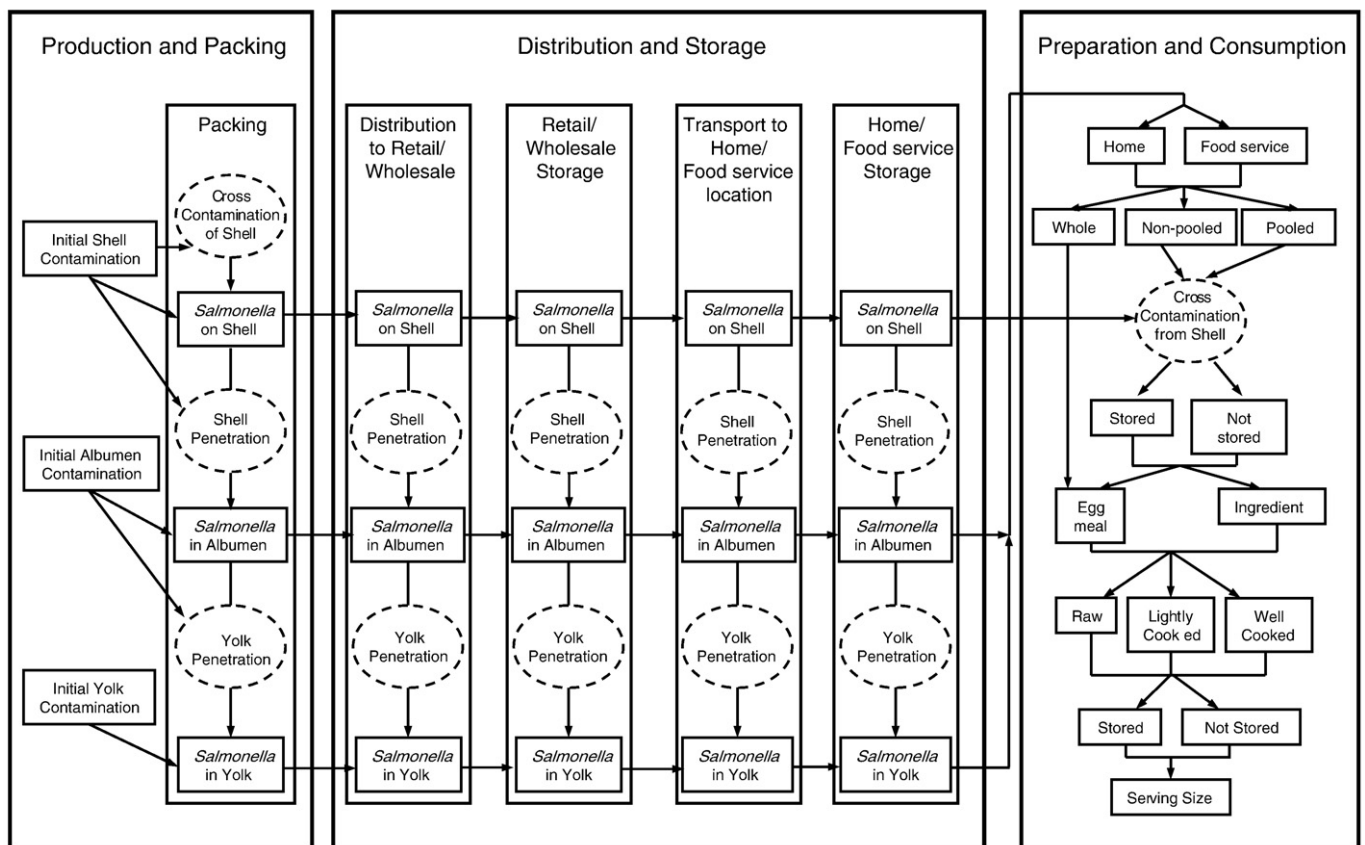 Production and Packing
Distribution and Storage
Preparation and Consumption
Packing
Cross
Contamination
of Shell
Initial Shell
Contamination
Salmonella
on Shell
Shell
Penetration
Initial Albumen
Contamination
Salmonella
in Albumen
Yolk
Penetration
Initial Yolk
Contamination
Salmonella
in Yolk
Distribution
to Retail/
Wholesale
Salmonella
on Shell
Shell
Penetration
Salmonella
in Albumen
Yolk
Penetration
Salmonella
in Yolk
Retail/
Wholesale
Storage
Salmonella
on Shell
Shell
Penetration
Salmonella
in Albumen
Yolk
Penetration
Salmonella
in Yolk
Transport to
Home/
Food service
location
Salmonella
on Shell
Shell
Penetration
Salmonella
in Albumen
Yolk
Penetration
Salmonella
in Yolk
Home/
Food service
Storage
Salmonella
on Shell
Shell
Penetration
Salmonella
in Albumen
Yolk
Penetration
Salmonella
in Yolk
Home
Food service
Whole
Non-pooled
Pooled
Cross
Contamination
from Shell
Stored
Not
stored
Egg
meal
Ingredient
Raw
Lightly
Cook ed
Well
Cooked
Stored
Not Stored
Serving Size